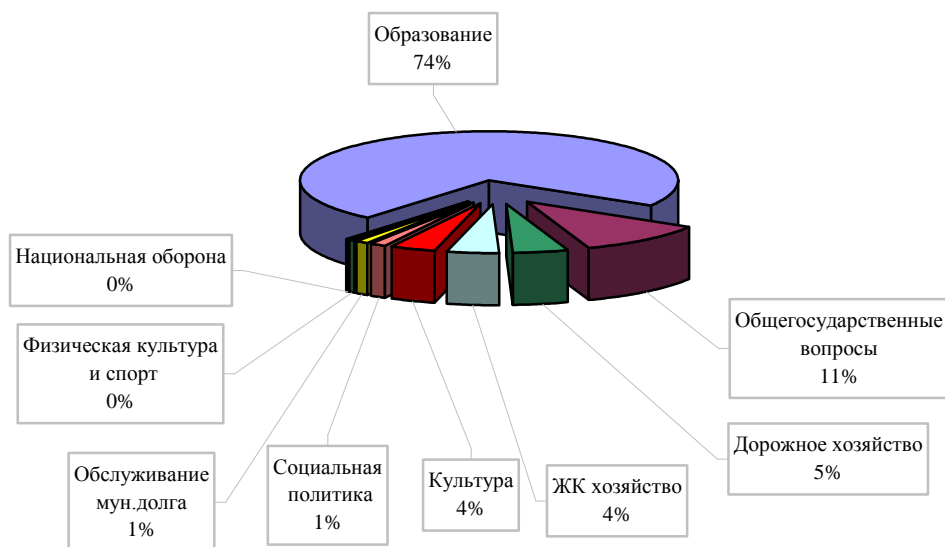 Образование
74%
Национальная оборона
0%
Физическая культура
и спорт
0%
Обслуживание
мун.долга
1%
Социальная
политика
1%
Культура
4%
ЖК хозяйство
4%
Дорожное хозяйство
5%
Общегосударственные
вопросы
11%